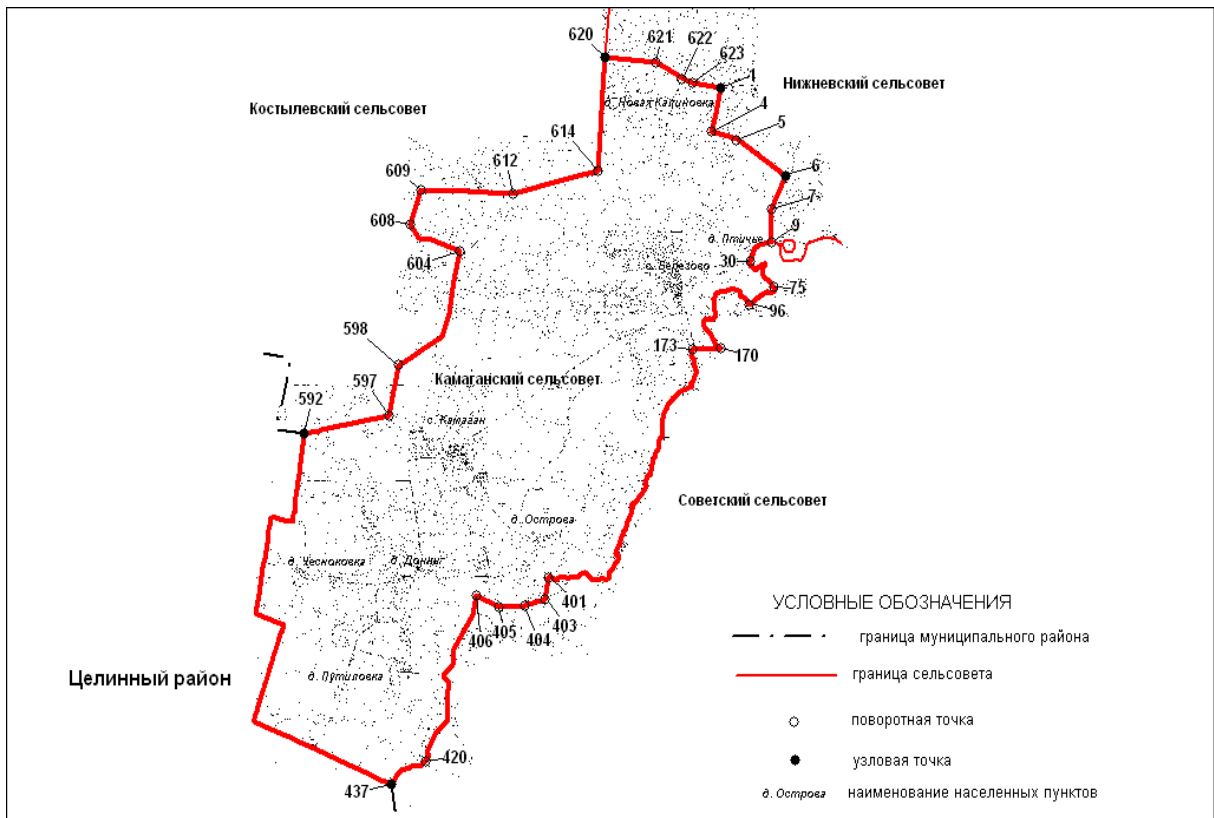 620
621
622
623
1
Нижневский сельсовет
д. Новая Калиновка
4
Костылевский сельсовет
614
5
6
612
609
7
608
9
д. Птичье
604
30
с. Березово
75
96
598
173
170
597
Камаганский сельсовет
592
с. Камаган
Советский сельсовет
д. Острова
д. Чесноковка
д. Донки
401
403
404
405
406
УСЛОВНЫЕ ОБОЗНАЧЕНИЯ
граница муниципального района
граница сельсовета
поворотная точка
узловая точка
д. Острова наименование населенных пунктов
Целинный район
д. Путиловка
420
437